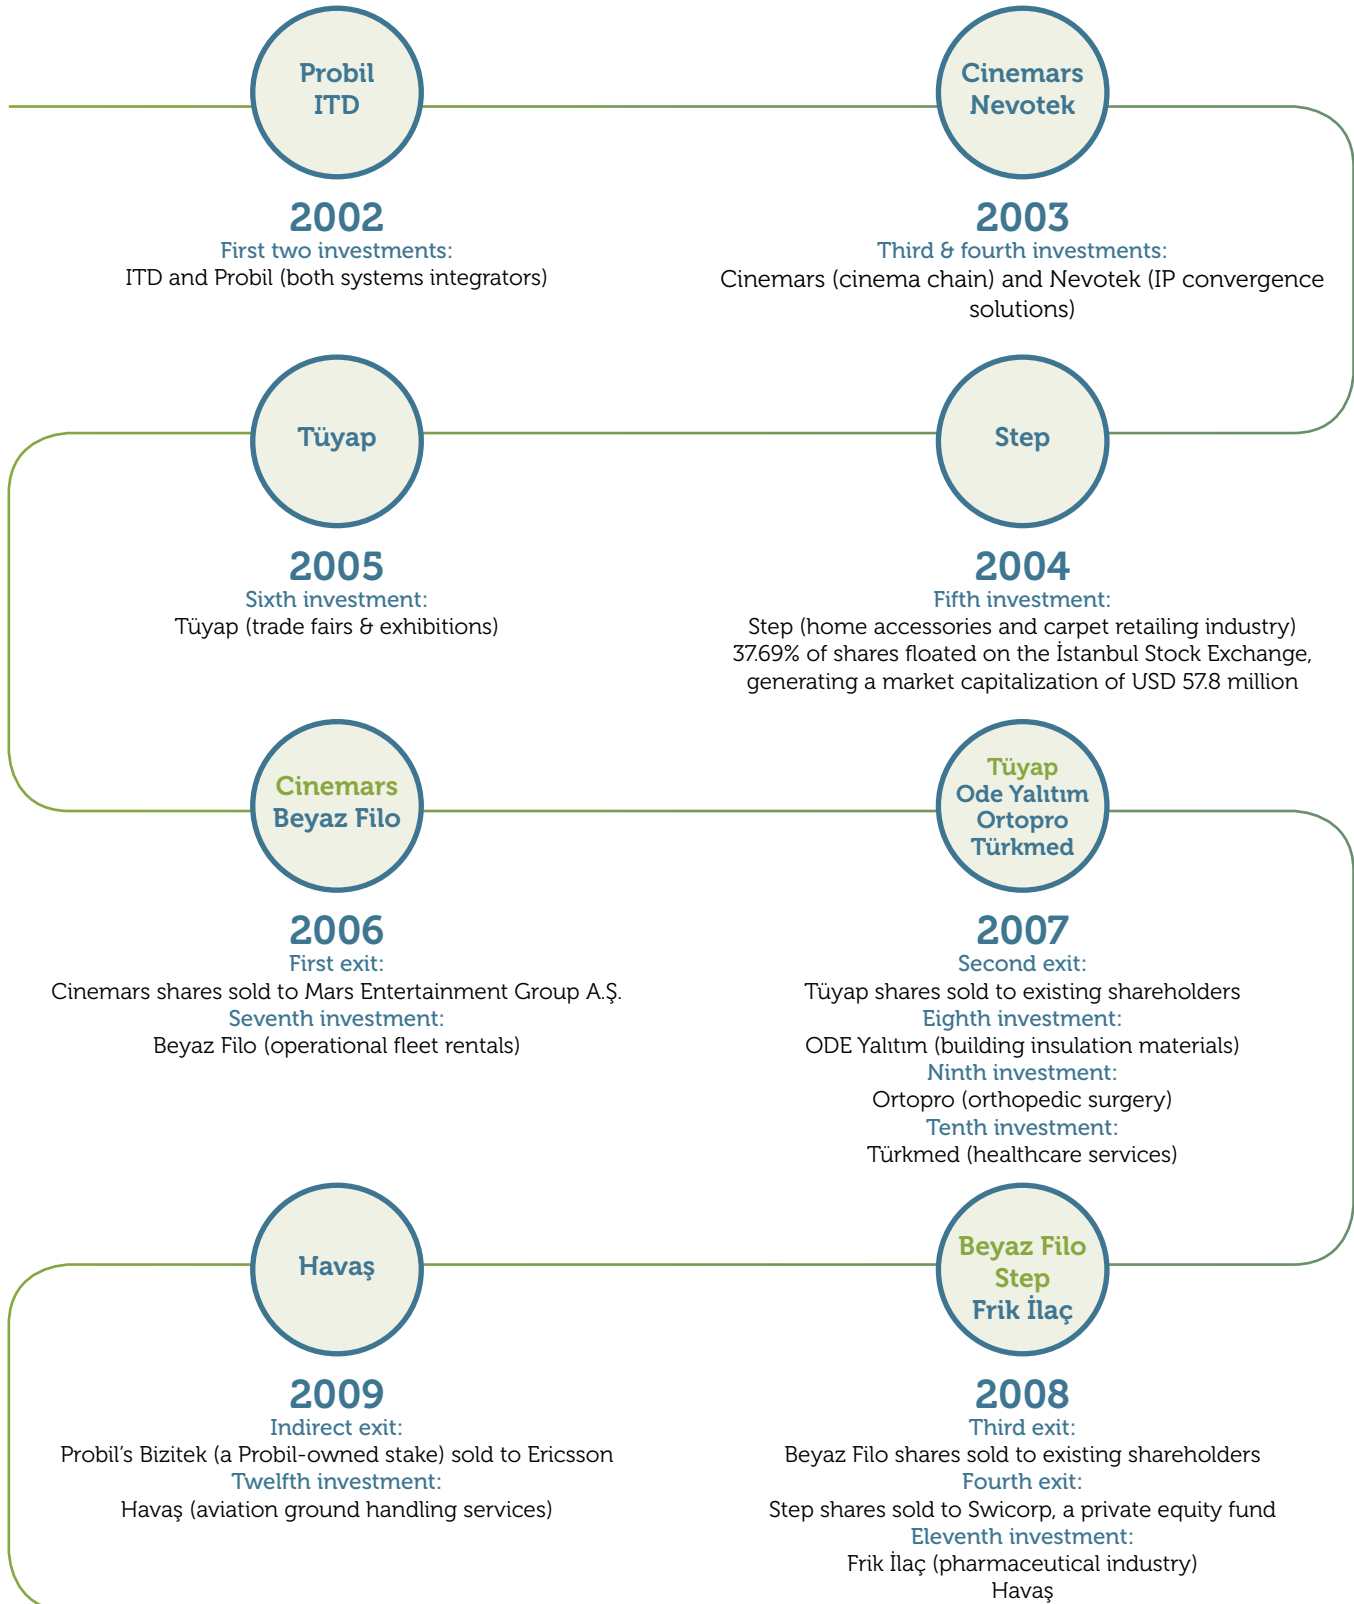 Probil
ITD
2002
First two investments:
ITD and Probil (both systems integrators)
Cinemars
Nevotek
2003
Third & fourth investments:
Cinemars (cinema chain) and Nevotek (IP convergence
solutions)
Step
2004
Fifth investment:
Step (home accessories and carpet retailing industry)
37.69% of shares floated on the İstanbul Stock Exchange,
generating a market capitalization of USD 57.8 million
Tüyap
2005
Sixth investment:
Tüyap (trade fairs & exhibitions)
Cinemars
Beyaz Filo
2006
First exit:
Cinemars shares sold to Mars Entertainment Group A.Ş.
Seventh investment:
Beyaz Filo (operational fleet rentals)
Tüyap
Ode Yalıtım
Ortopro
Türkmed
2007
Second exit:
Tüyap shares sold to existing shareholders
Eighth investment:
ODE Yalıtım (building insulation materials)
Ninth investment:
Ortopro (orthopedic surgery)
Tenth investment:
Türkmed (healthcare services)
Beyaz Filo
Step
Frik İlaç
2008
Third exit:
Beyaz Filo shares sold to existing shareholders
Fourth exit:
Step shares sold to Swicorp, a private equity fund
Eleventh investment:
Frik İlaç (pharmaceutical industry)
Havaş
Havaş
2009
Indirect exit:
Probil's Bizitek (a Probil-owned stake) sold to Ericsson
Twelfth investment:
Havaş (aviation ground handling services)